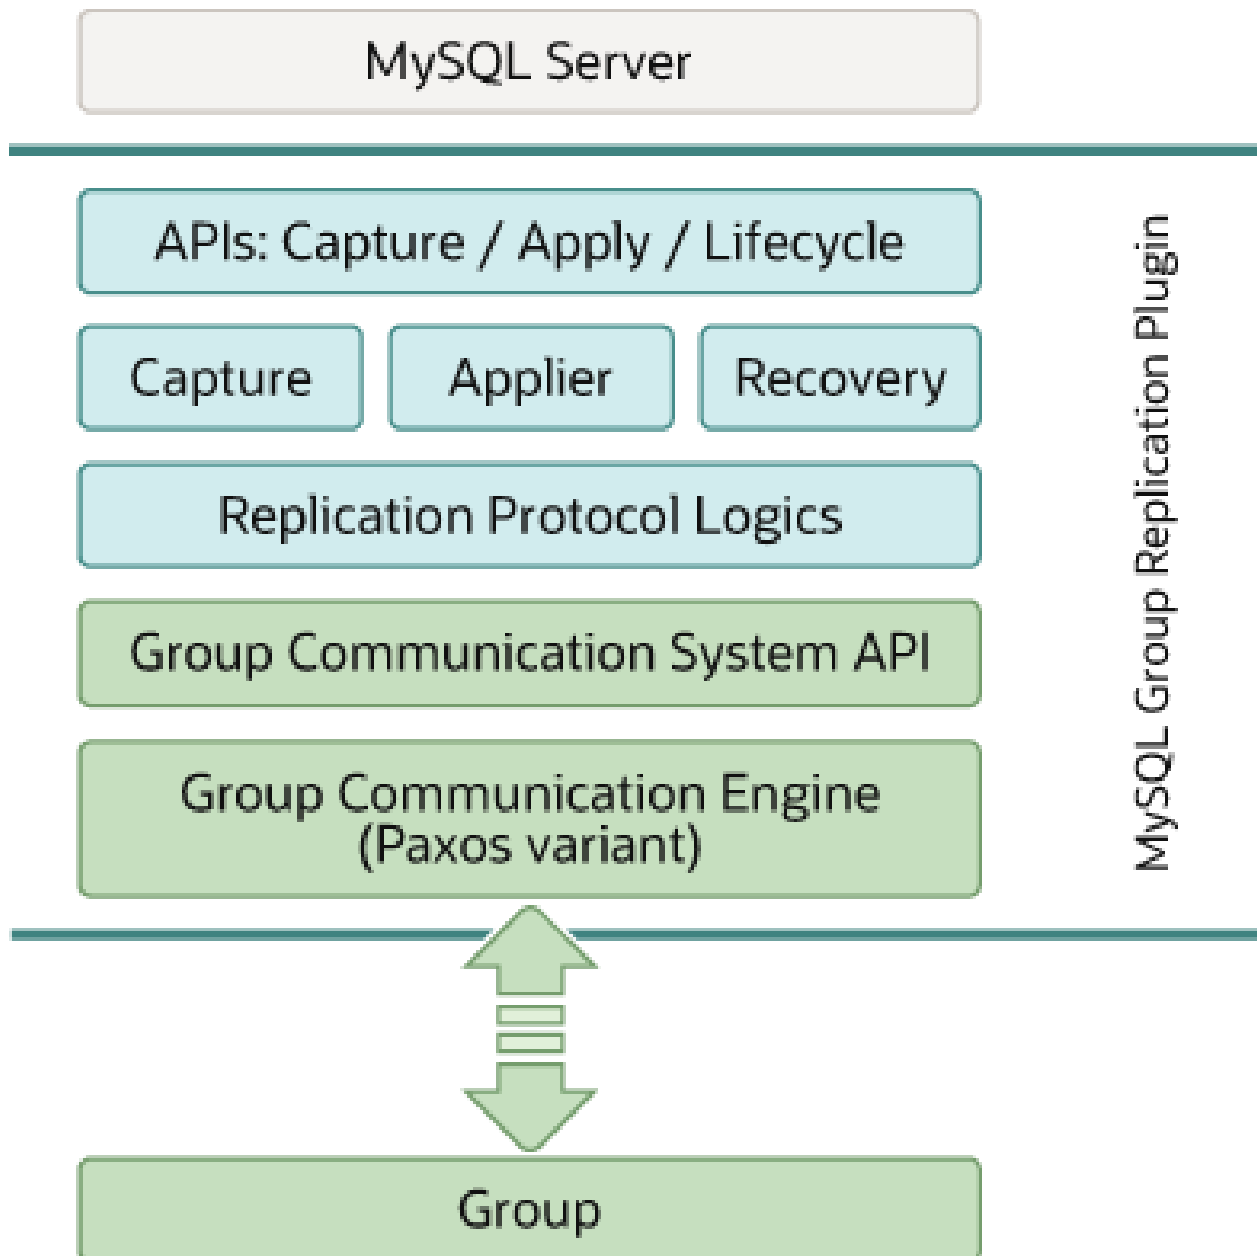 MySQL Server
APIs: Capture / Apply / Lifecycle
Capture
Applier
Recovery
Replication Protocol Logics
Group Communication System API
Group Communication Engine
(Paxos variant)
MySQL Group Replication Plugin
Group